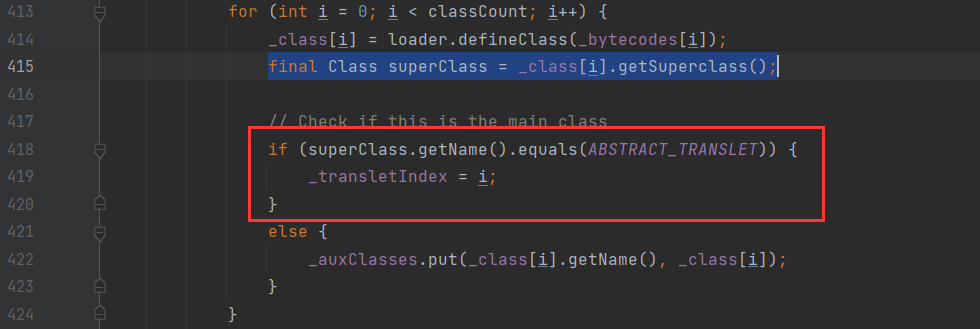 413 for (int i = 0; i < classCount; i++) {
414 _class[i] = loader.defineClass(_bytecodes[i]);
415 final Class superClass = _class[i].getSuperclass();
416
417 // Check if this is the main class
418 if (superClass.getName().equals(ABSTRACT_TRANSLET)) {
419 _transletIndex = i;
420 }
421 else {
422 _auxClasses.put(_class[i].getName(), _class[i]);
423 }
424 }